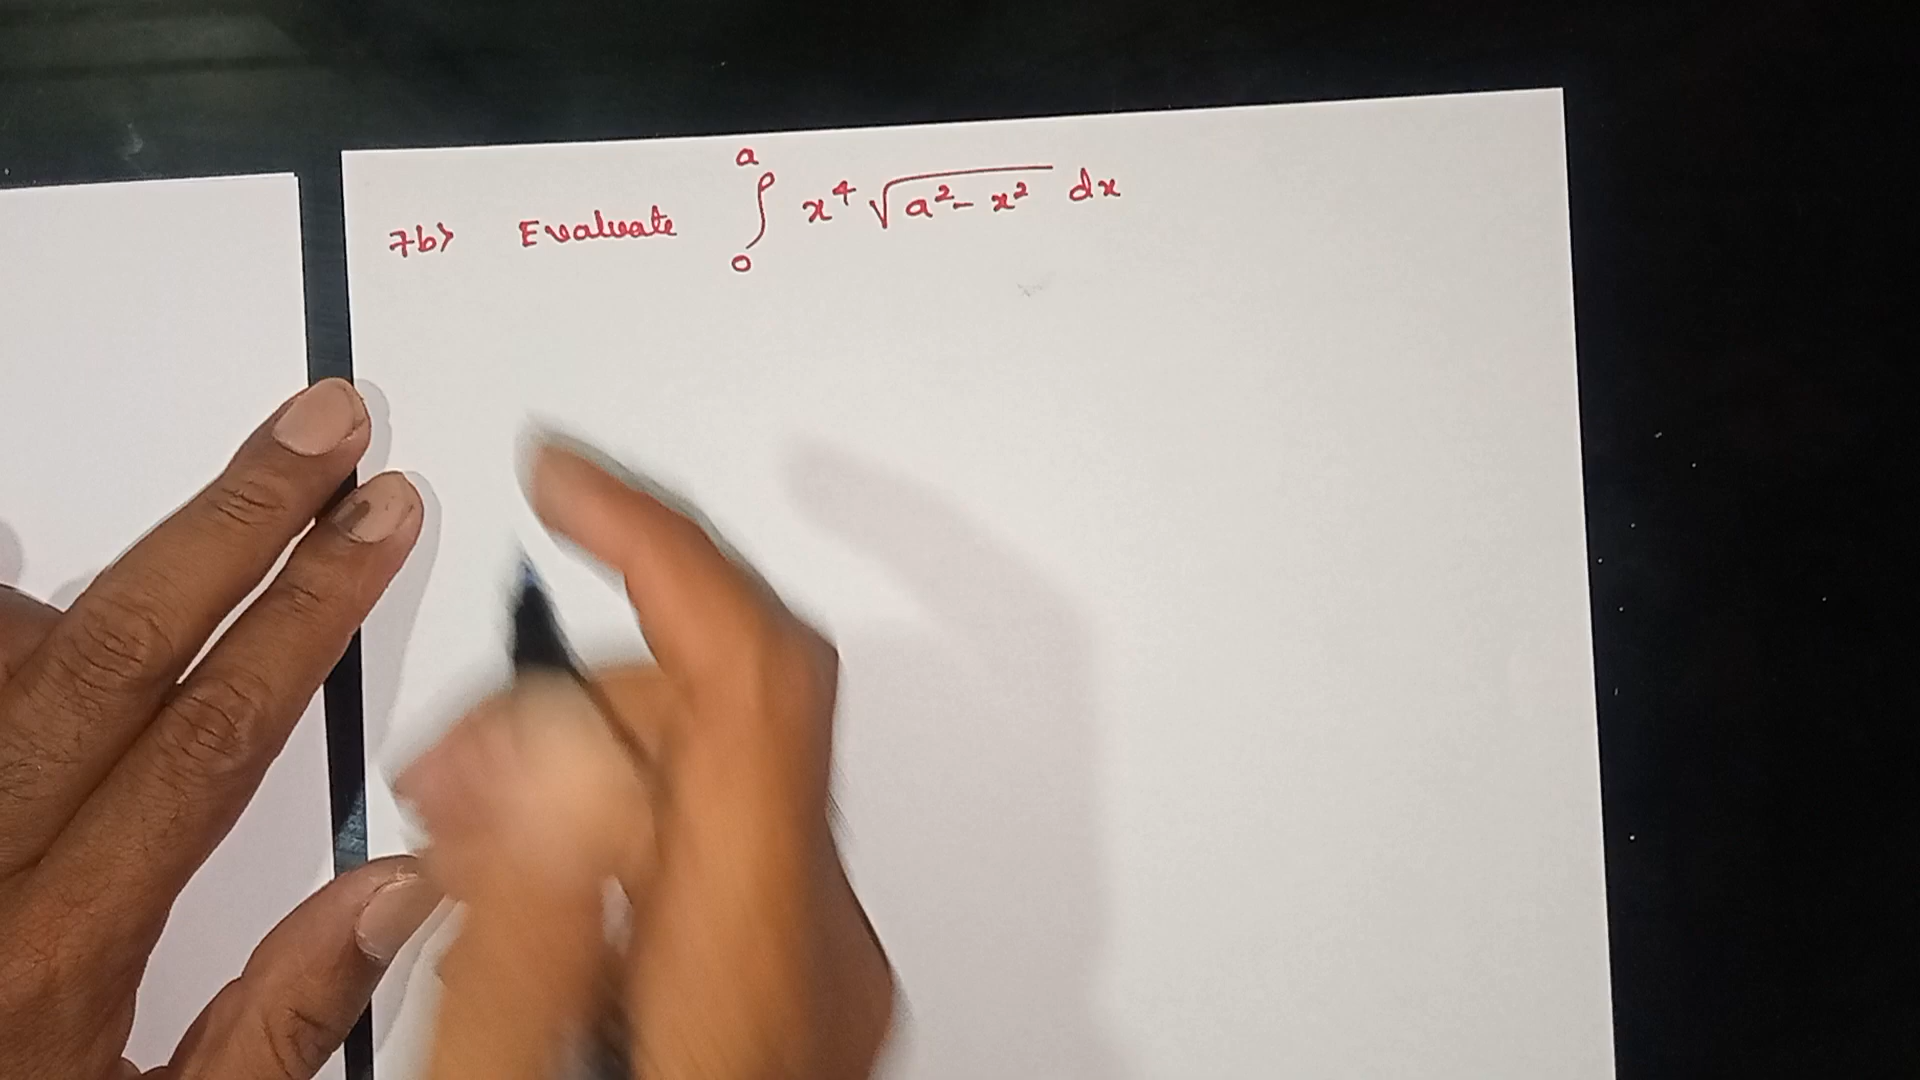 7b> Evaluate ∫₀ᵃ x⁴ √(a² - x²) dx